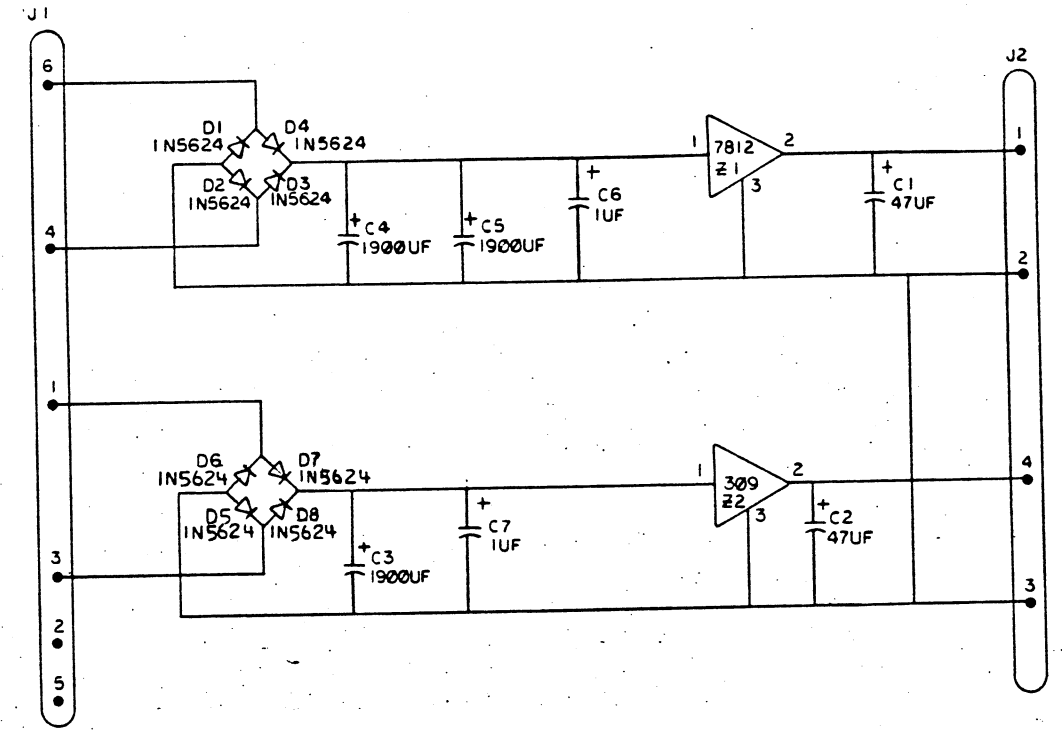 J1
J2
6
D1
1N5624
D4
1N5624
D2
1N5624
D3
1N5624
4
+ C4
1900UF
+ C5
1900UF
+ C6
1UF
1
7812
Z1
2
3
+ C1
47UF
1
2
1
D6
1N5624
D7
1N5624
D5
1N5624
D8
1N5624
3
2
5
+ C3
1900UF
+ C7
1UF
1
309
Z2
2
3
+ C2
47UF
4
3